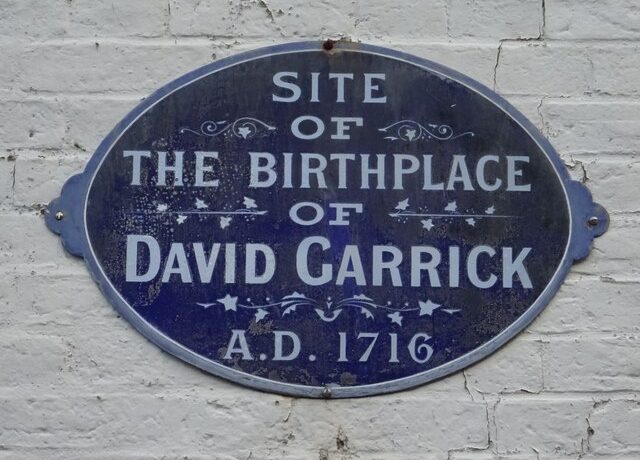 SITE
OF
THE BIRTHPLACE
OF
DAVID GARRICK
A.D. 1716